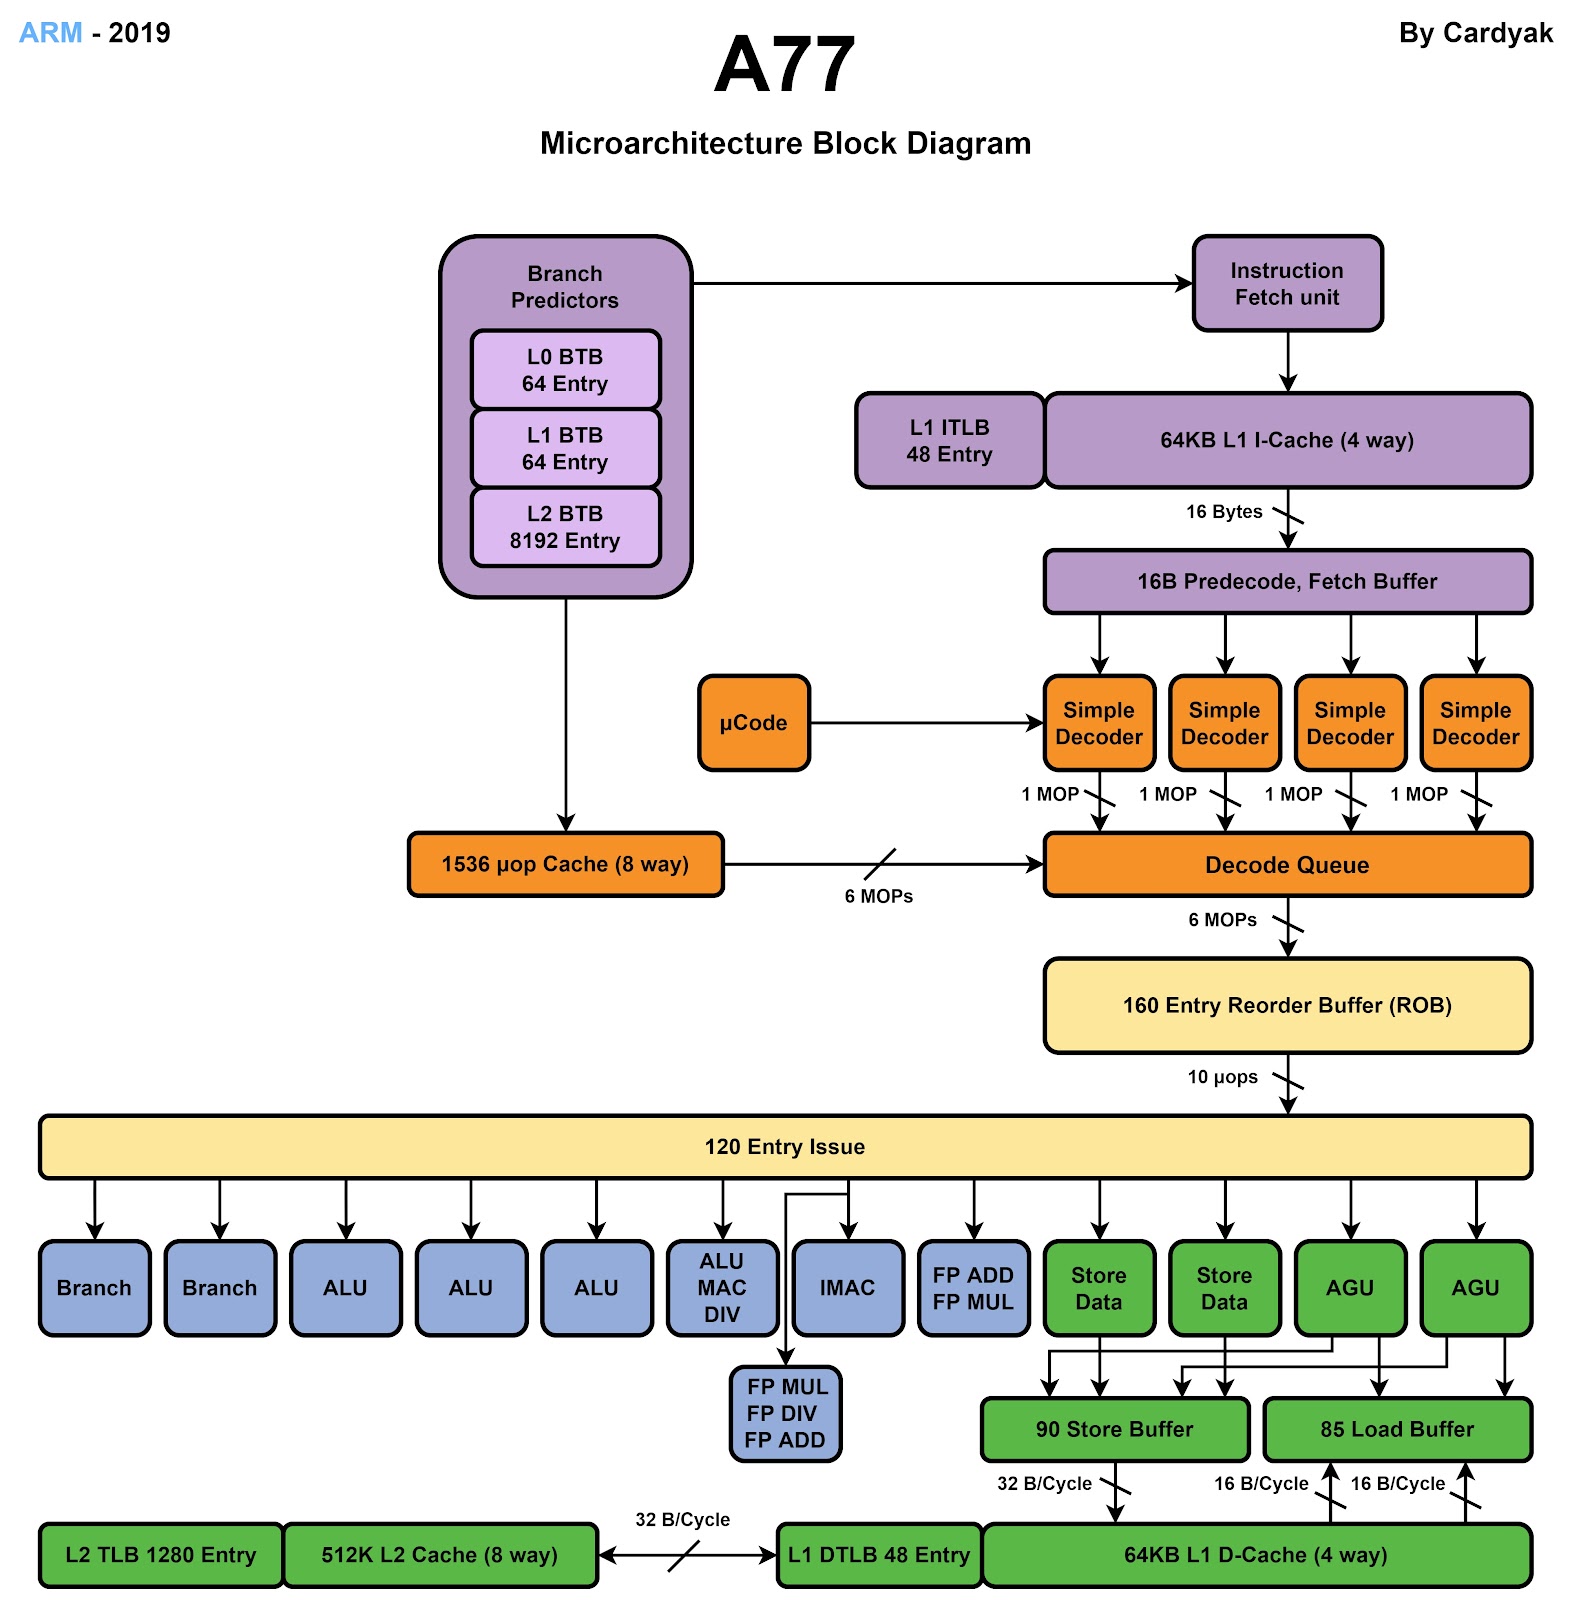 ARM - 2019
By Cardyak
A77
Microarchitecture Block Diagram
Branch
Predictors
L0 BTB
64 Entry
L1 BTB
64 Entry
L2 BTB
8192 Entry
Instruction
Fetch unit
L1 ITLB
48 Entry
64KB L1 I-Cache (4 way)
16 Bytes
16B Predecode, Fetch Buffer
µCode
Simple
Decoder
Simple
Decoder
Simple
Decoder
Simple
Decoder
1 MOP
1 MOP
1 MOP
1 MOP
1536 µop Cache (8 way)
6 MOPs
Decode Queue
6 MOPs
160 Entry Reorder Buffer (ROB)
10 µops
120 Entry Issue
Branch
Branch
ALU
ALU
ALU
ALU
MAC
DIV
IMAC
FP ADD
FP MUL
Store
Data
Store
Data
AGU
AGU
FP MUL
FP DIV
FP ADD
90 Store Buffer
85 Load Buffer
32 B/Cycle
16 B/Cycle
16 B/Cycle
L2 TLB 1280 Entry
512K L2 Cache (8 way)
32 B/Cycle
L1 DTLB 48 Entry
64KB L1 D-Cache (4 way)